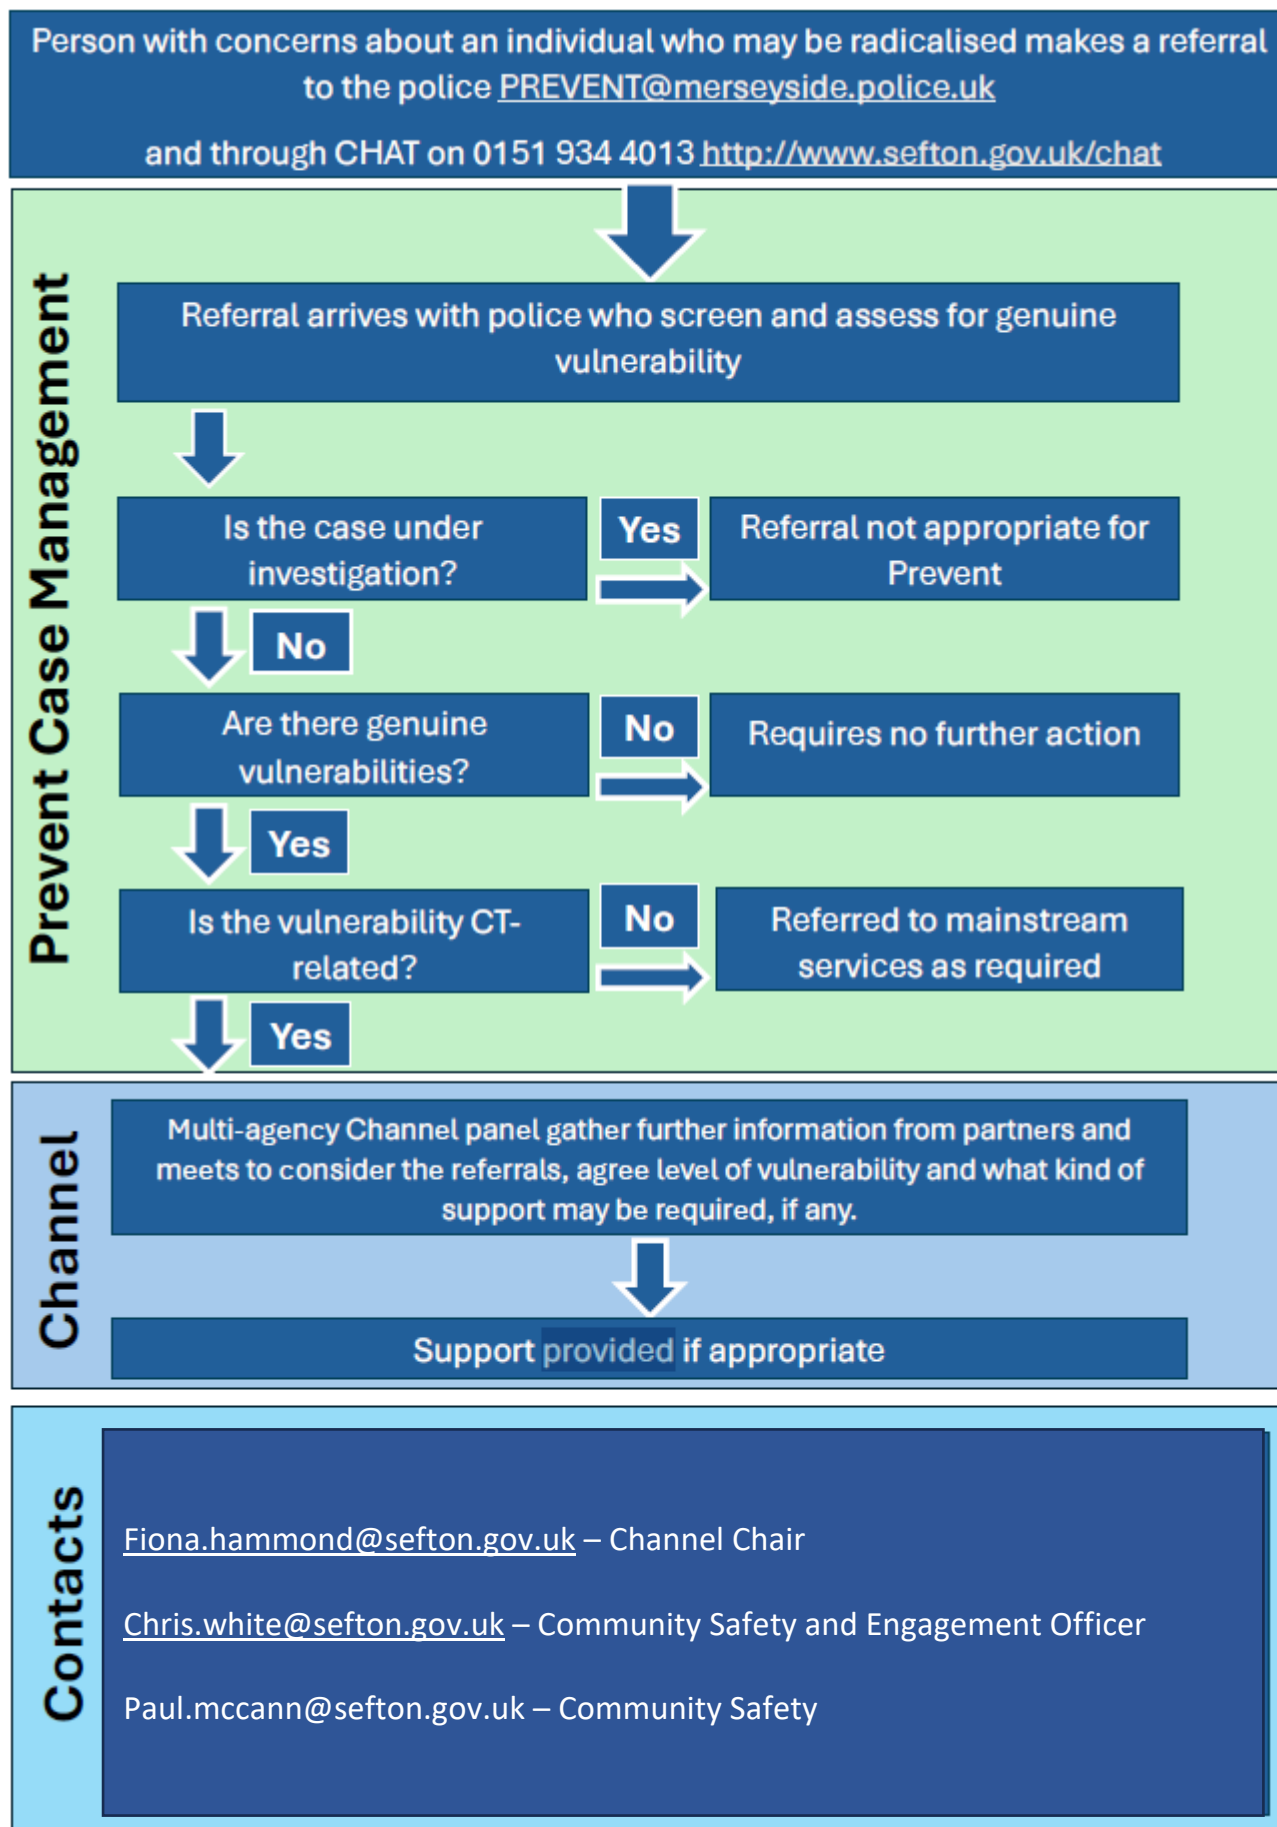 Person with concerns about an individual who may be radicalised makes a referral
to the police PREVENT@merseyside.police.uk
and through CHAT on 0151 934 4013 http://www.sefton.gov.uk/chat
Prevent Case Management
Referral arrives with police who screen and assess for genuine
vulnerability
Is the case under
investigation?
Yes
Referral not appropriate for
Prevent
No
Are there genuine
vulnerabilities?
No
Requires no further action
Yes
Is the vulnerability CT-
related?
No
Referred to mainstream
services as required
Yes
Channel
Multi-agency Channel panel gather further information from partners and
meets to consider the referrals, agree level of vulnerability and what kind of
support may be required, if any.
Support provided if appropriate
Contacts
Fiona.hammond@sefton.gov.uk – Channel Chair
Chris.white@sefton.gov.uk – Community Safety and Engagement Officer
Paul.mccann@sefton.gov.uk – Community Safety